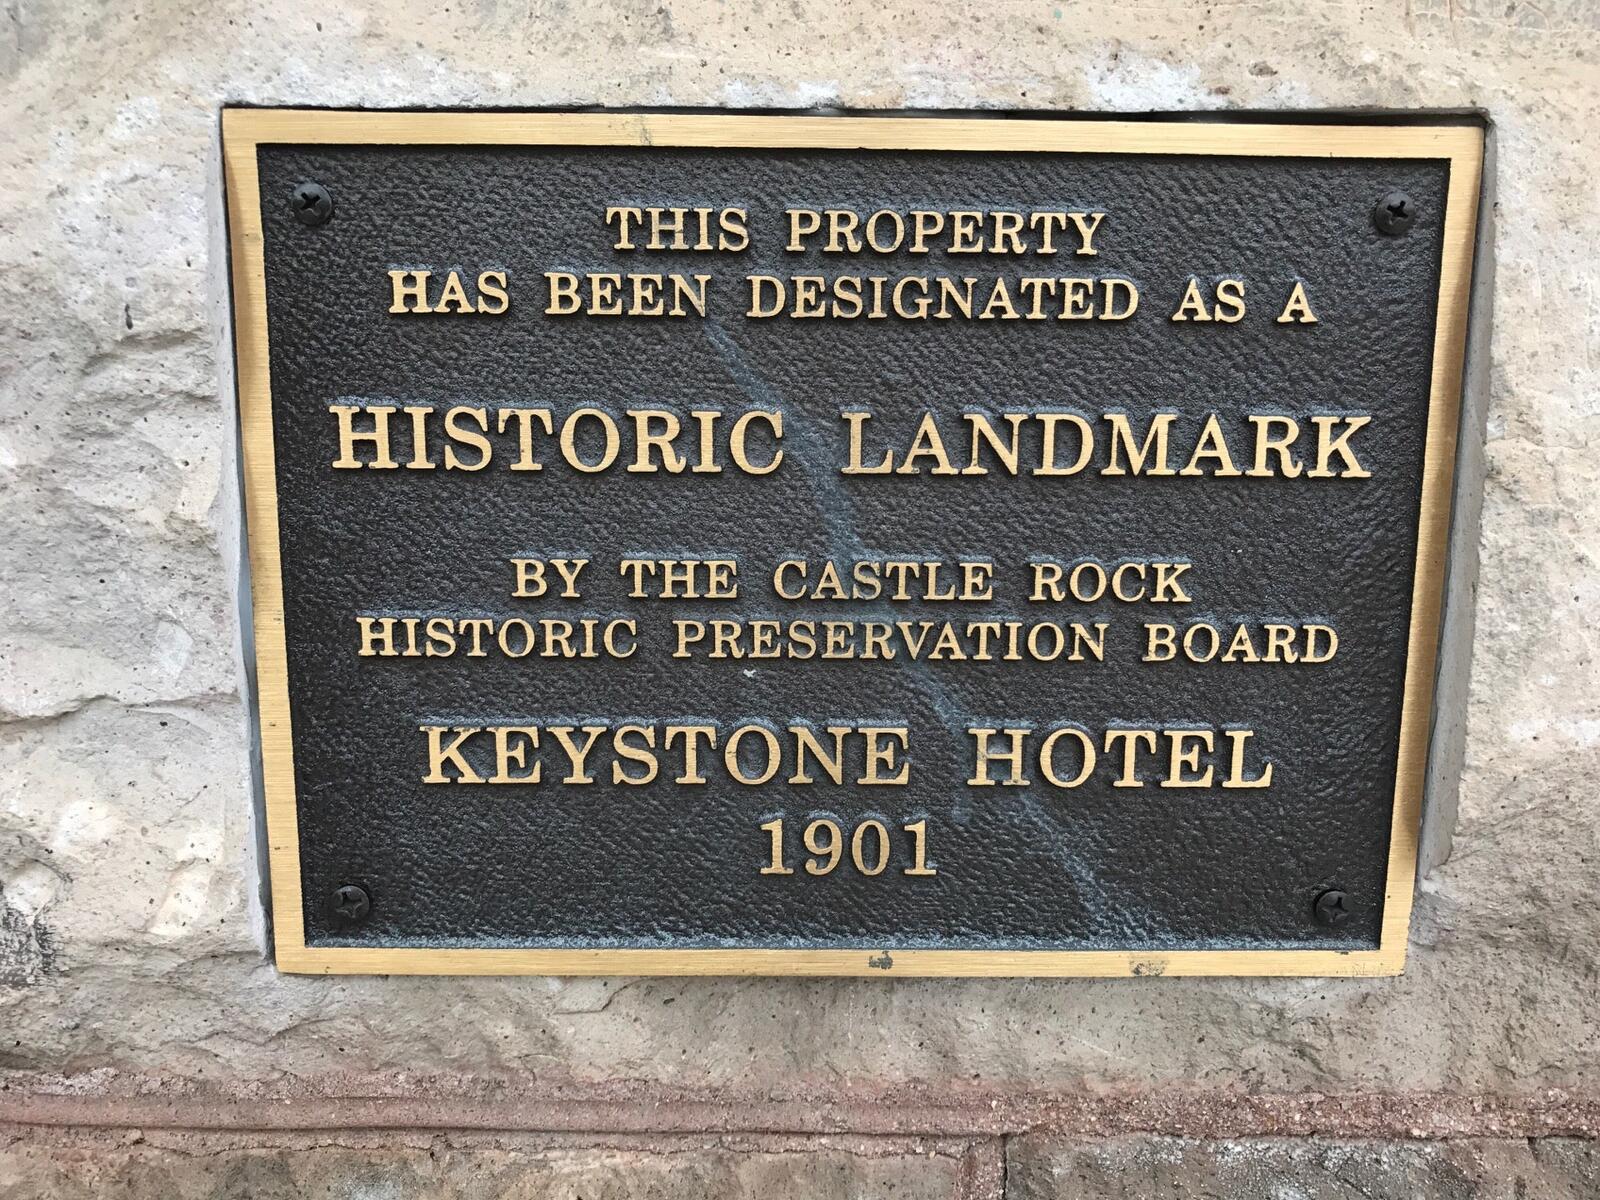 THIS PROPERTY
HAS BEEN DESIGNATED AS A
HISTORIC LANDMARK
BY THE CASTLE ROCK
HISTORIC PRESERVATION BOARD
KEYSTONE HOTEL
1901